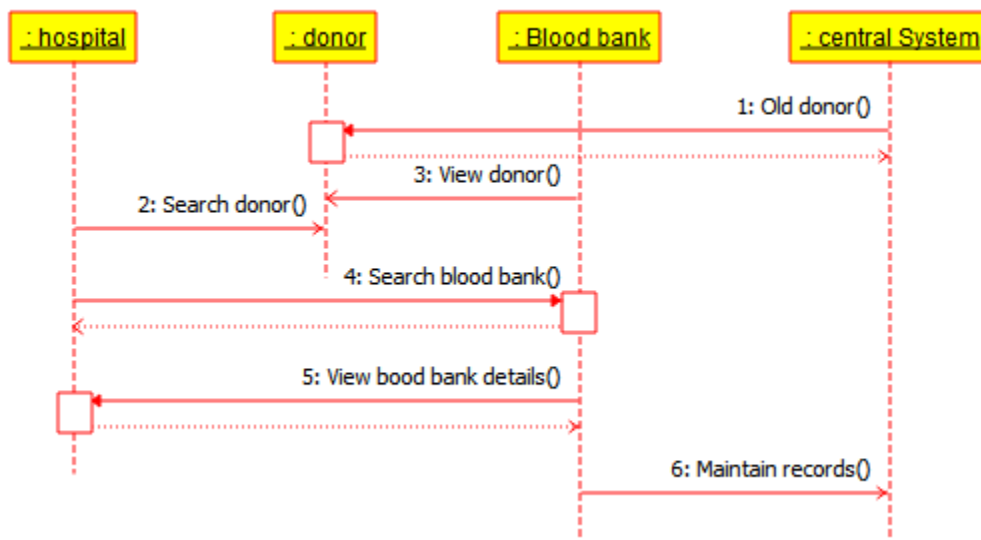 : hospital
: donor
: Blood bank
: central System
1: Old donor()
3: View donor()
2: Search donor()
4: Search blood bank()
5: View bood bank details()
6: Maintain records()